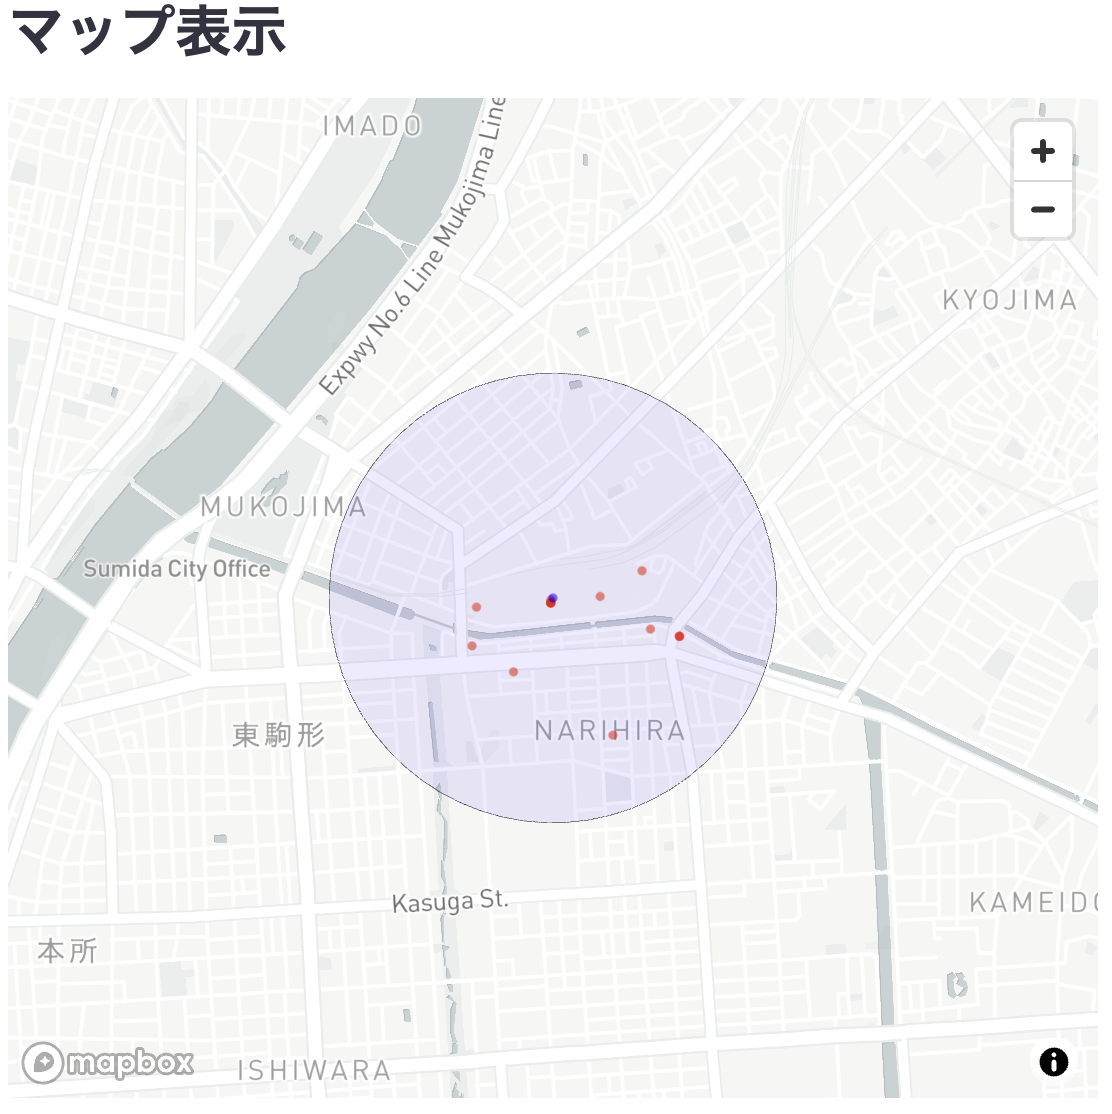 マップ表示
IMADO
Expwy No.6 Line Mukojima Line
+
−
KYOJIMA
MUKOJIMA
Sumida City Office
東駒形
NARIHIRA
Kasuga St.
KAMEIDO
本所
ISHIWARA
mapbox
i